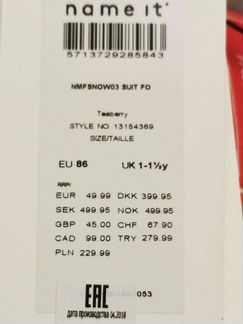 name it
5713729285843
NMFSNOW03 SUIT FO
Teaberry
STYLE NO. 13154369
SIZE/TAILLE
EU 86 UK 1-1½y
RRP/
EUR 49.99 DKK 399.95
SEK 499.95 NOK 499.95
GBP 45.00 CHF 67.90
CAD 99.00 TRY 279.99
PLN 229.99
053
EAC
дата производства 14.2018